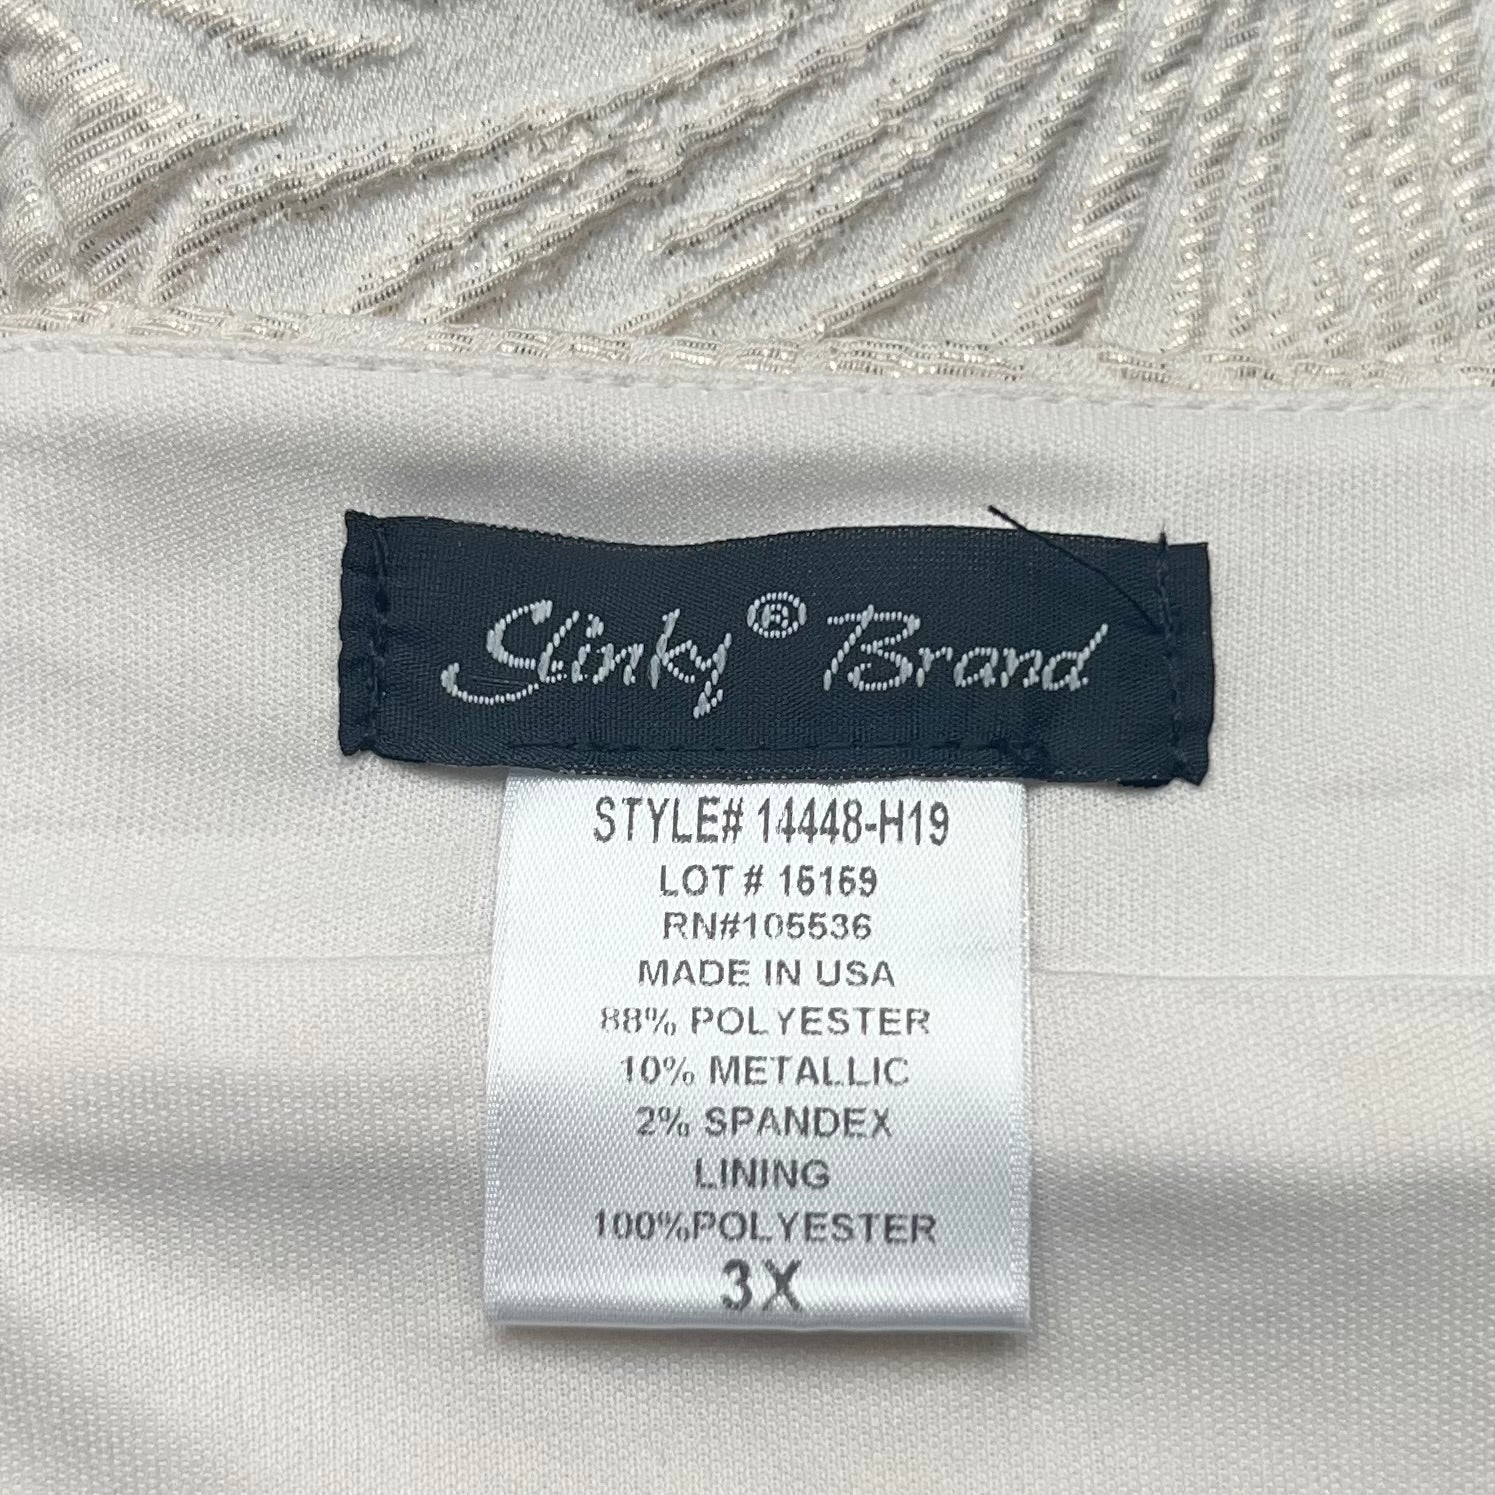 Slinky® Brand
STYLE# 14448-H19
LOT # 15159
RN#105536
MADE IN USA
88% POLYESTER
10% METALLIC
2% SPANDEX
LINING
100%POLYESTER
3X